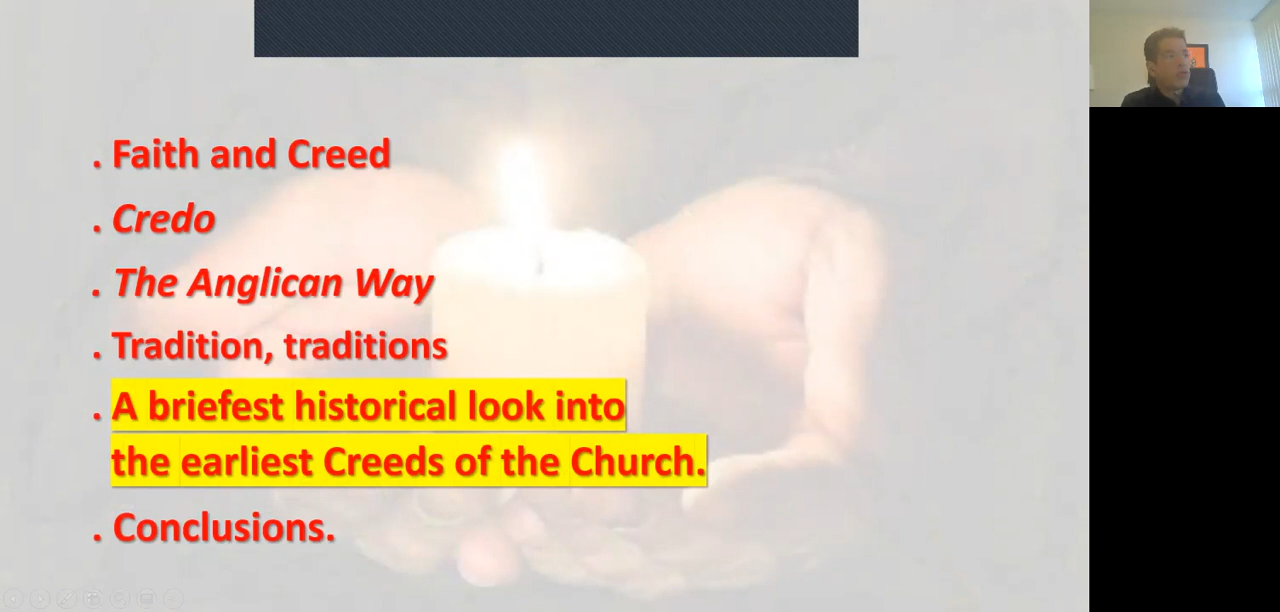 . Faith and Creed
. Credo
. The Anglican Way
. Tradition, traditions
. A briefest historical look into
the earliest Creeds of the Church.
. Conclusions.